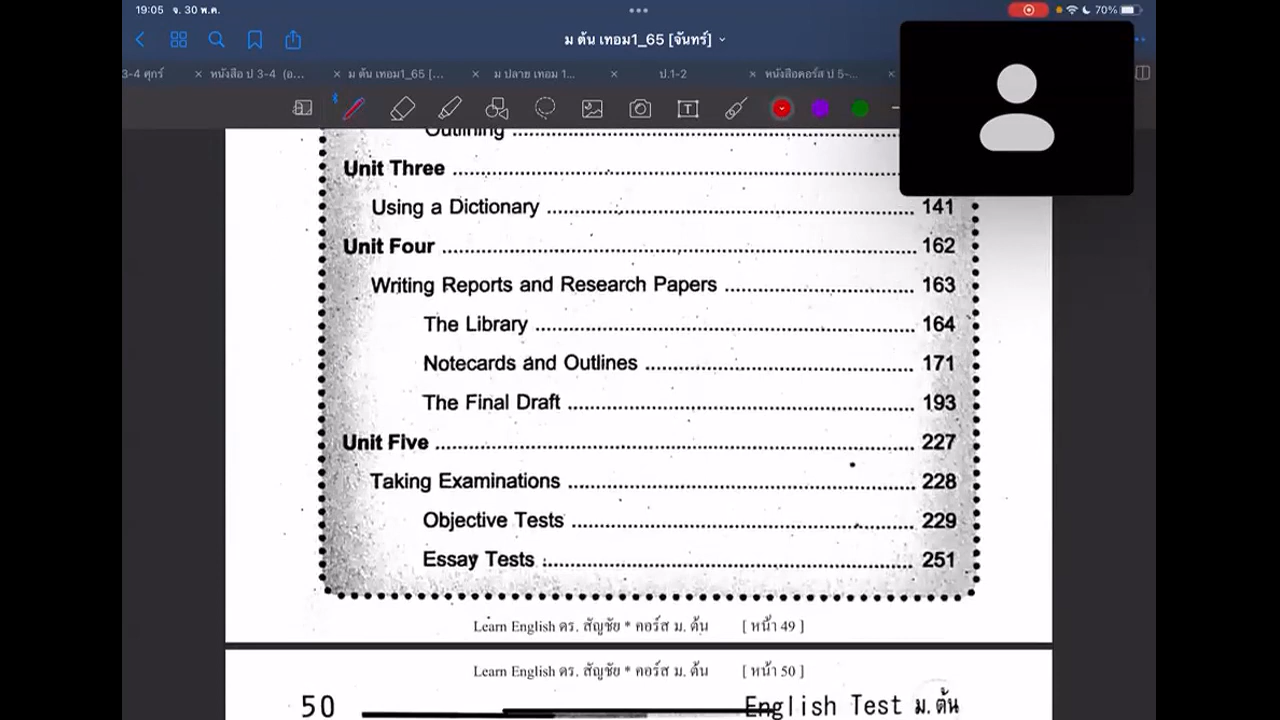 19:05 จ. 30 พ.ค.
70%
ม ต้น เทอม1_65 [จันทร์]
3-4 ศุกร์
หนังสือ ป 3-4 (อ...
ม ต้น เทอม1_65 [...
ม ปลาย เทอม 1...
ป.1-2
หนังสือคอร์ส ป 5-...
Outlining
Unit Three
Using a Dictionary 141
Unit Four 162
Writing Reports and Research Papers 163
The Library 164
Notecards and Outlines 171
The Final Draft 193
Unit Five 227
Taking Examinations 228
Objective Tests 229
Essay Tests 251
Learn English ดร. สัญชัย * คอร์ส ม. ต้น [ หน้า 49 ]
Learn English ดร. สัญชัย * คอร์ส ม. ต้น [ หน้า 50 ]
50 English Test ม.ต้น